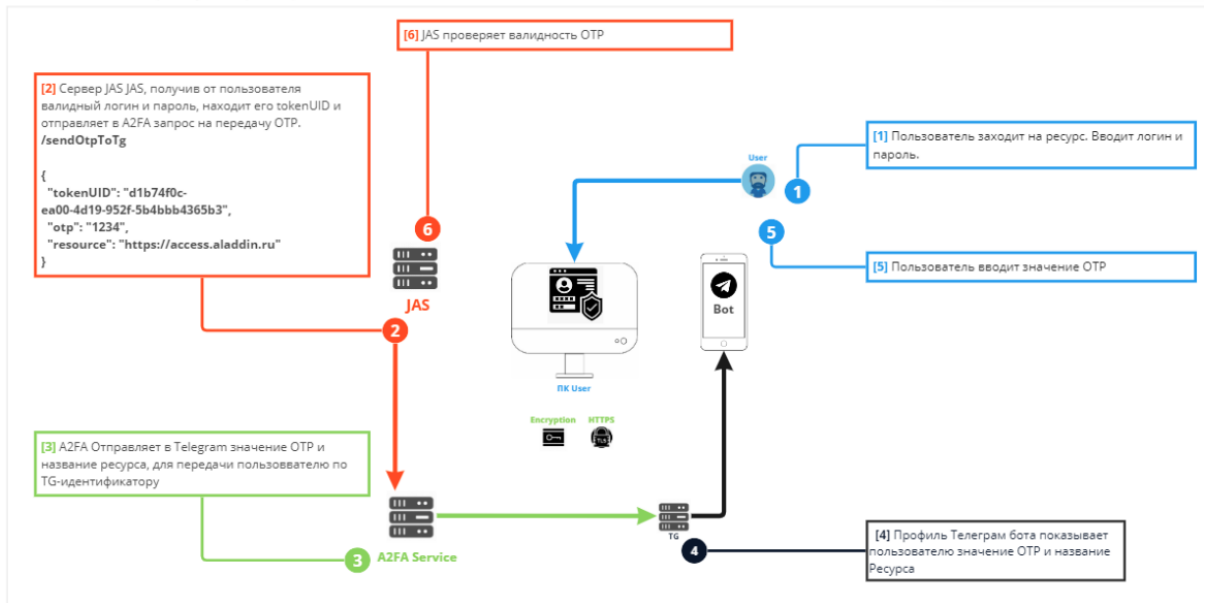 [6] JAS проверяет валидность OTP
[2] Сервер JAS JAS, получив от пользователя
валидный логин и пароль, находит его tokenUID и
отправляет в A2FA запрос на передачу OTP.
/sendOtpToTg
{
"tokenUID": "d1b74f0c-
ea00-4d19-952f-5b4bbb4365b3",
"otp": "1234",
"resource": "https://access.aladdin.ru"
}
[1] Пользователь заходит на ресурс. Вводит логин и
пароль.
User
1
5
[5] Пользователь вводит значение OTP
6
JAS
2
Bot
ПК User
Encryption HTTPS
TLS
[3] A2FA Отправляет в Telegram значение OTP и
название ресурса, для передачи пользоввателю по
TG-идентификатору
3
A2FA Service
TG
4
[4] Профиль Телеграм бота показывает
пользователю значение OTP и название
Ресурса